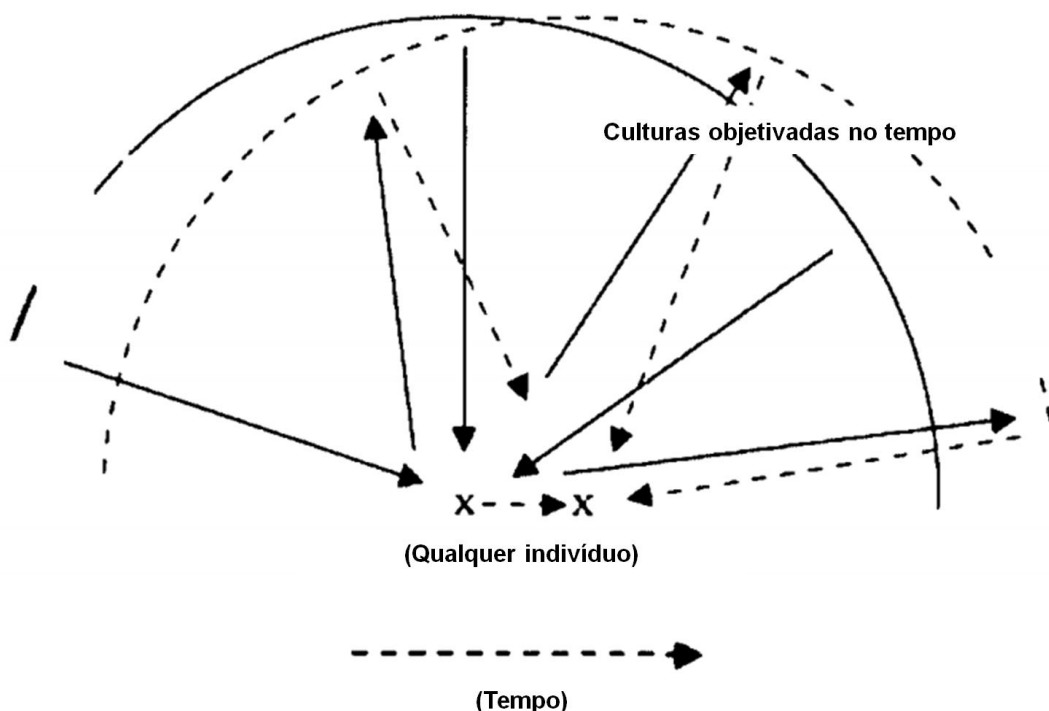 Culturas objetivadas no tempo
X X
(Qualquer indivíduo)
(Tempo)